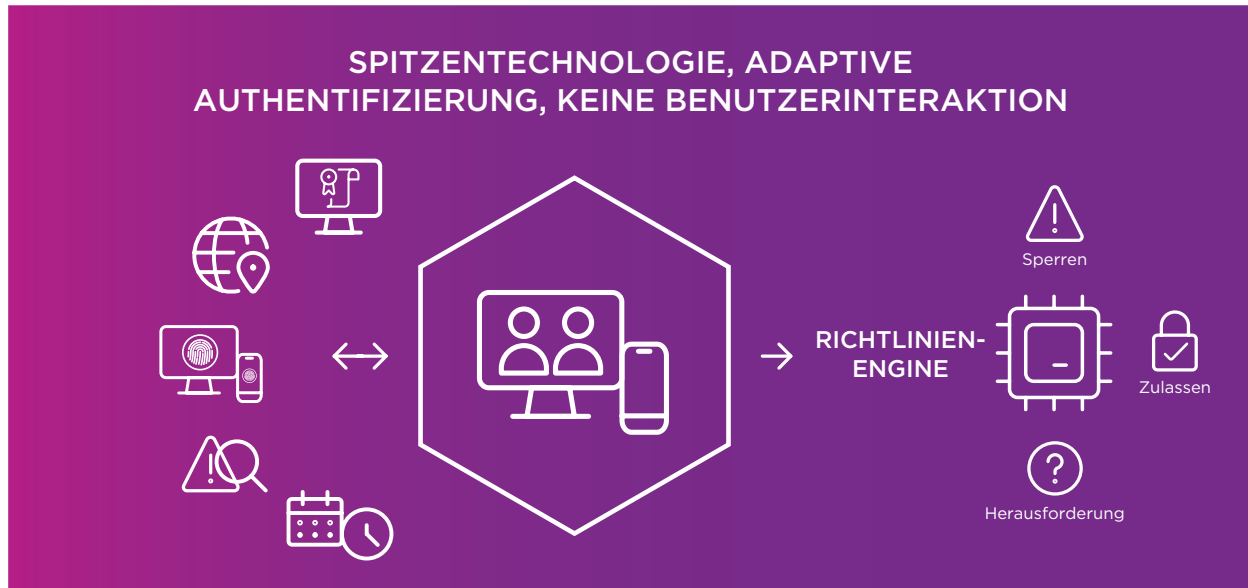 SPITZENTECHNOLOGIE, ADAPTIVE
AUTHENTIFIZIERUNG, KEINE BENUTZERINTERAKTION
Sperren
RICHTLINIEN-
ENGINE
Zulassen
Herausforderung